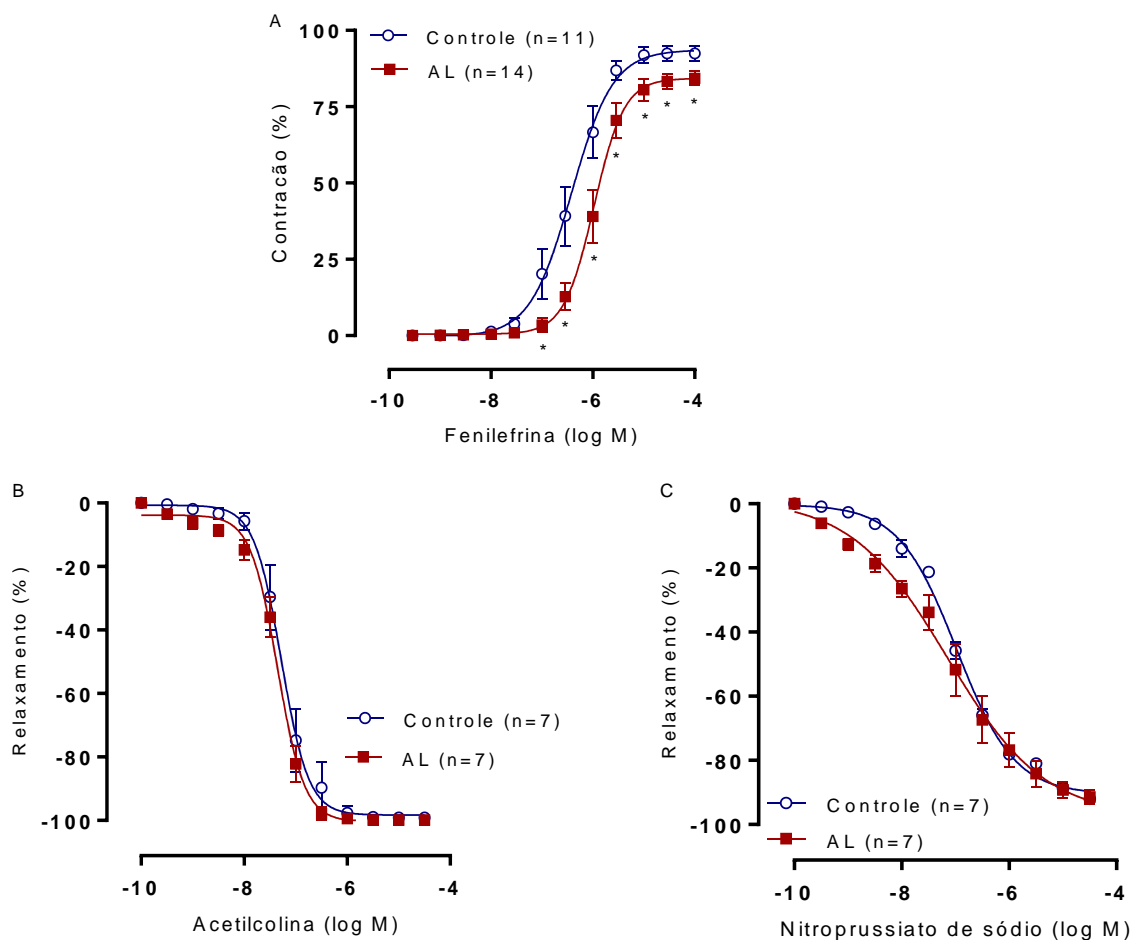 A
100
75
50
25
0
Contracão (%)
Controle (n=11)
AL (n=14)
*
*
*
*
*
*
*
-10 -8 -6 -4
Fenilefrina (log M)
B
0
-20
-40
-60
-80
-100
Relaxamento (%)
Controle (n=7)
AL (n=7)
-10 -8 -6 -4
Acetilcolina (log M)
C
0
-20
-40
-60
-80
-100
Relaxamento (%)
Controle (n=7)
AL (n=7)
-10 -8 -6 -4
Nitroprussiato de sódio (log M)